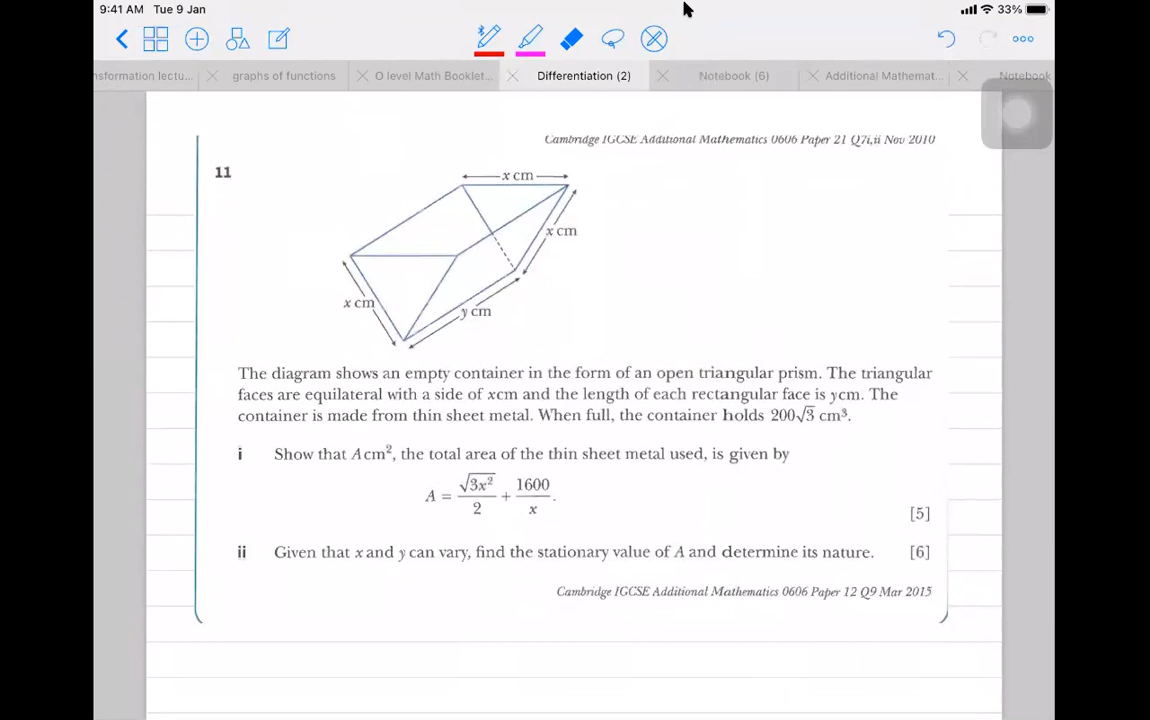 9:41 AM Tue 9 Jan
33%
nsformation lectu...
graphs of functions
O level Math Booklet...
Differentiation (2)
Notebook (6)
Additional Mathemat...
Notebook
Cambridge IGCSE Additional Mathematics 0606 Paper 21 Q7i,ii Nov 2010
11
x cm
x cm
x cm
y cm
The diagram shows an empty container in the form of an open triangular prism. The triangular
faces are equilateral with a side of xcm and the length of each rectangular face is ycm. The
container is made from thin sheet metal. When full, the container holds 200√3 cm³.
i Show that A cm², the total area of the thin sheet metal used, is given by
A = √3x²/2 + 1600/x.
[5]
ii Given that x and y can vary, find the stationary value of A and determine its nature. [6]
Cambridge IGCSE Additional Mathematics 0606 Paper 12 Q9 Mar 2015